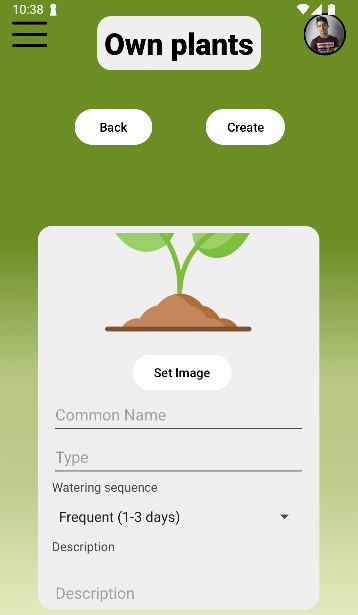 10:38
Own plants
Back
Create
Set Image
Common Name
Type
Watering sequence
Frequent (1-3 days)
Description
Description